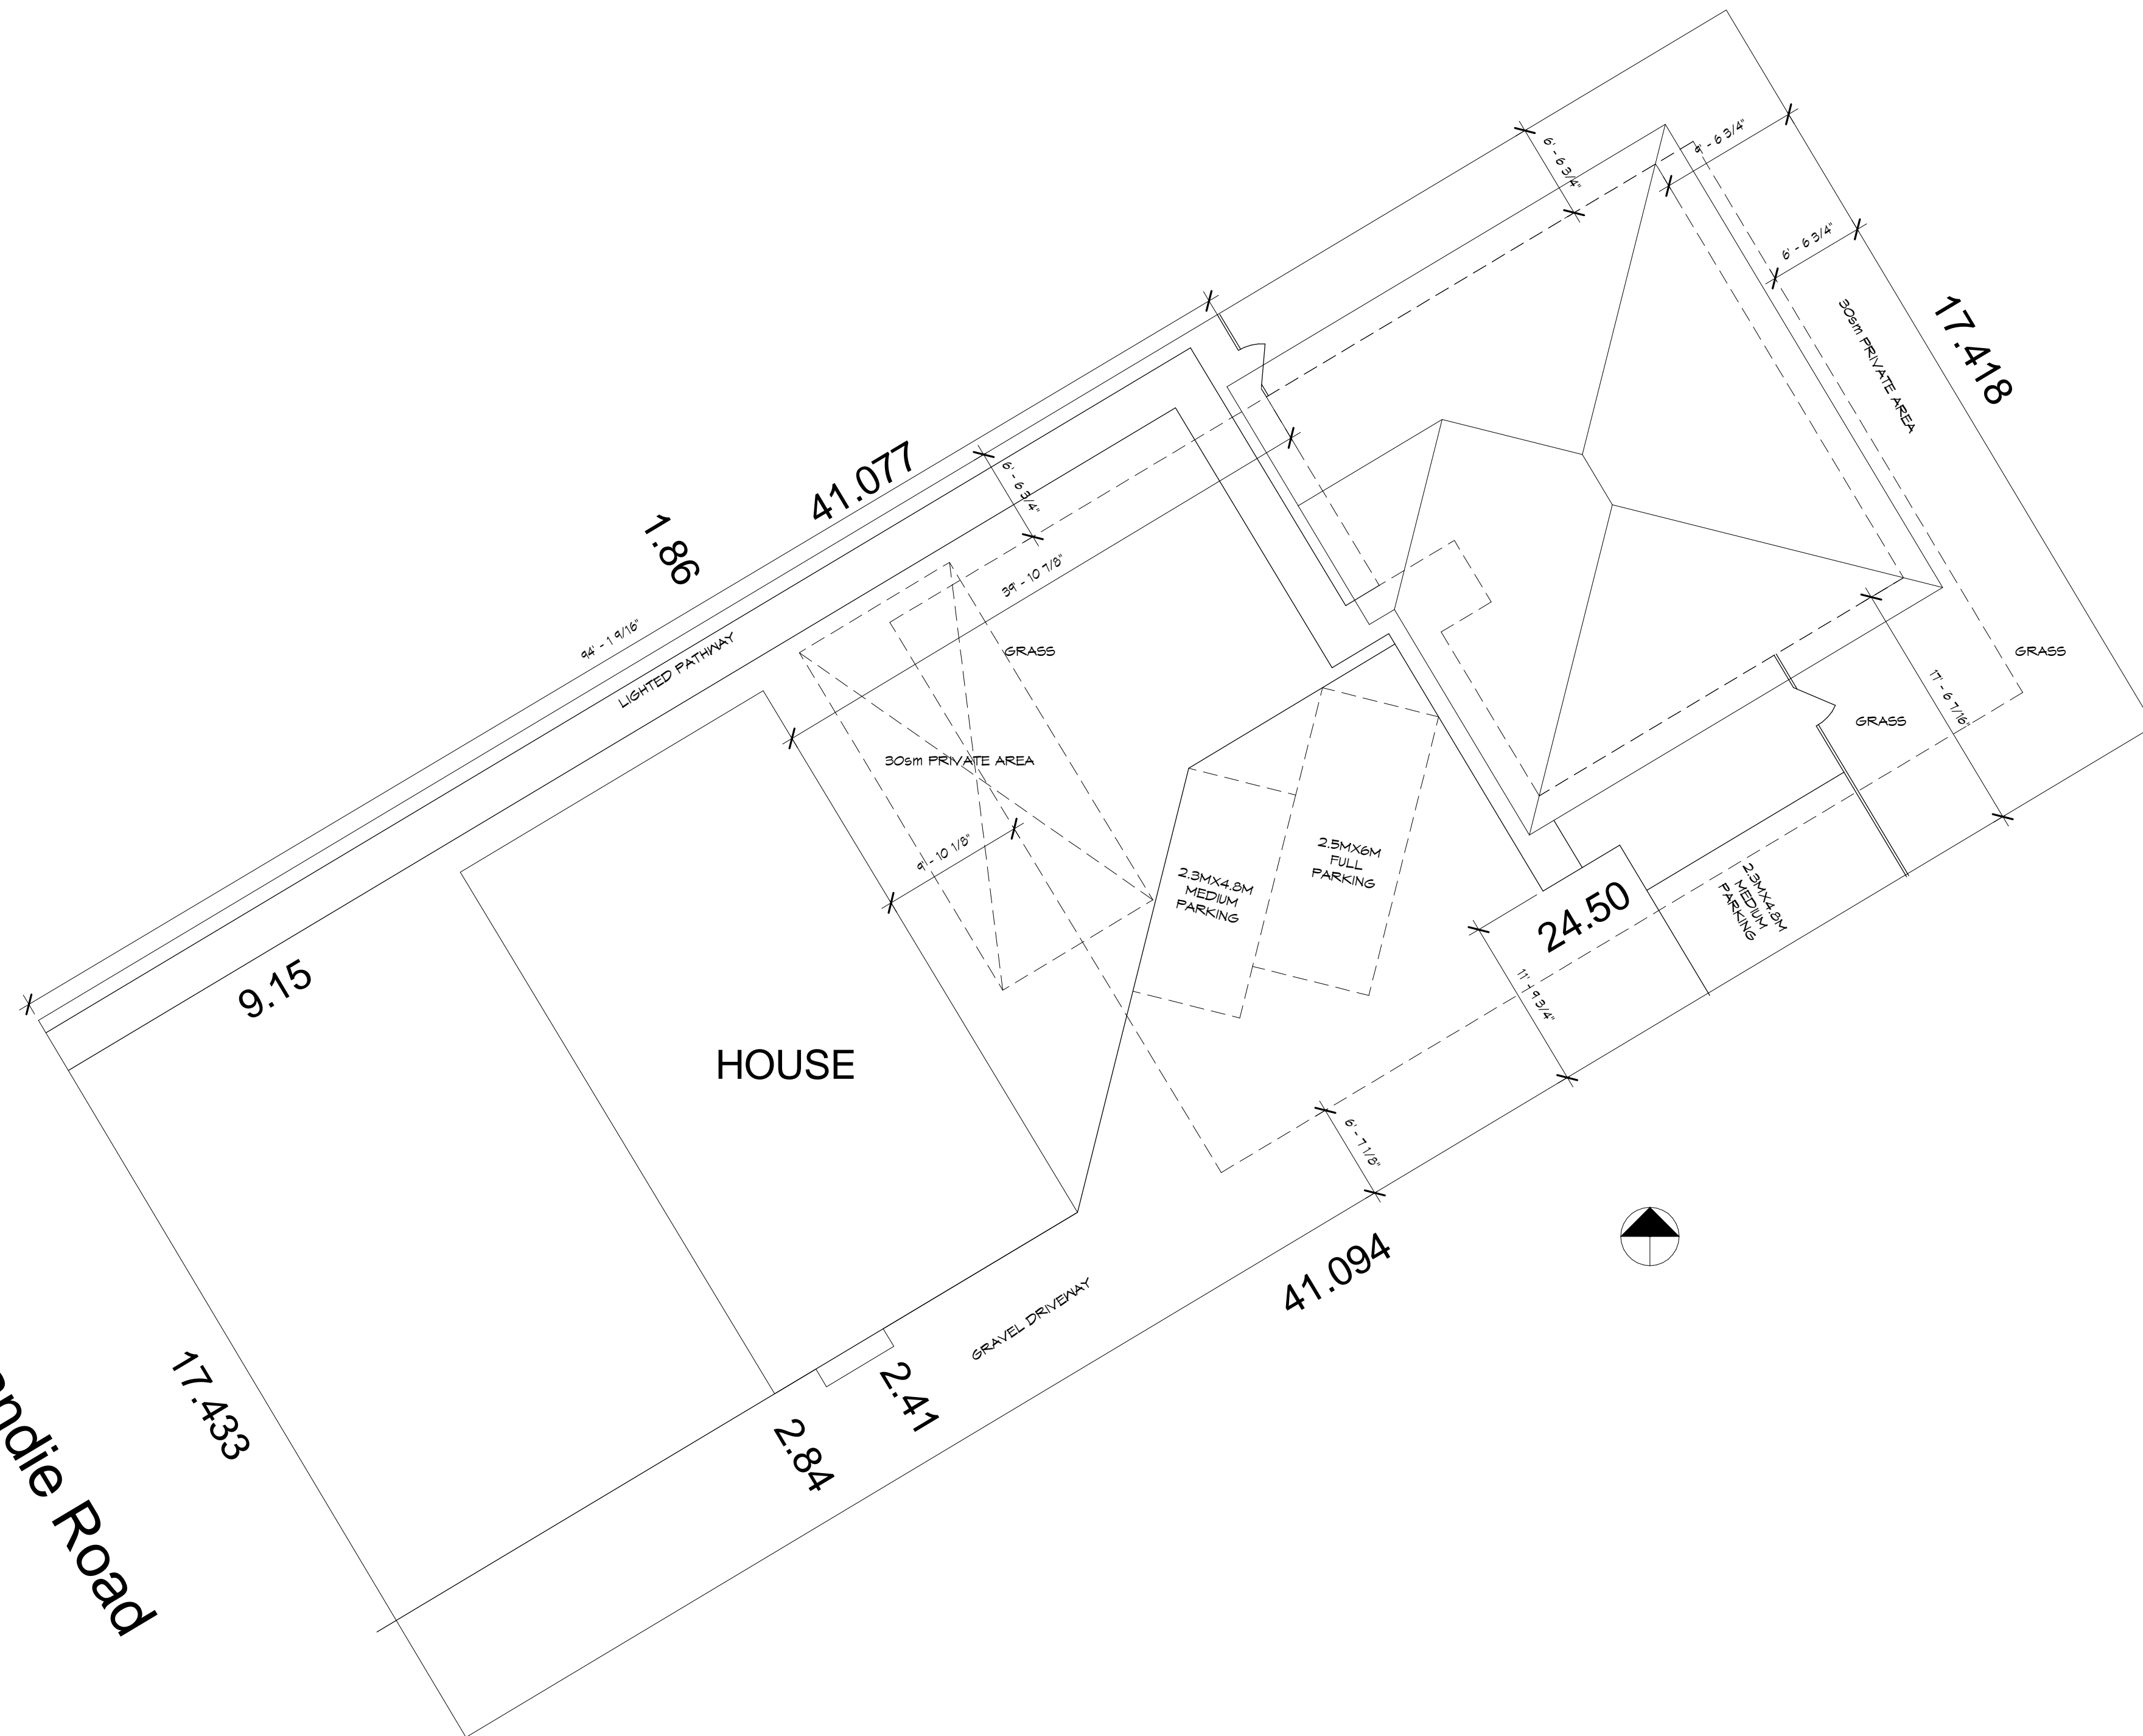 6' - 6 3/4"
9' - 6 3/4"
6' - 6 3/4"
30sm PRIVATE AREA
17.418
41.077
1.86
6' - 6 3/4"
39' - 10 7/8"
94' - 1 9/16"
LIGHTED PATHWAY
GRASS
GRASS
GRASS
17' - 6 7/16"
30sm PRIVATE AREA
9' - 10 1/8"
2.3MX4.8M
MEDIUM
PARKING
2.5MX6M
FULL
PARKING
2.3MX4.8M
MEDIUM
PARKING
24.50
11' - 9 3/4"
9.15
HOUSE
6' - 7 1/8"
41.094
GRAVEL DRIVEWAY
2.41
2.84
17.433
Road